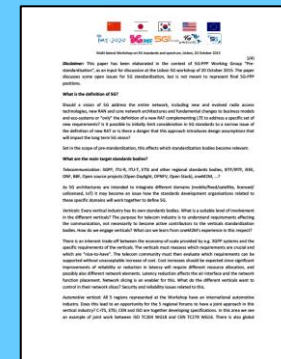 Multi-lateral Workshop on 5G standards and spectrum, Lisbon, 20 October 2015
Disclaimer: This paper has been elaborated in the context of 5G-PPP Working Group "Pre-
standardisation", as an input for discussion at the Lisbon 5G workshop of 20 October 2015. The paper
discusses some open issues for 5G standardisation, but is not meant to represent final 5G-PPP
positions.
What is the definition of 5G?
Should a vision of 5G address the entire network, including new and evolved radio access
technologies, new RAN and core network architectures and fundamental changes to business models
and eco-systems or "only" the definition of a new RAT complementing LTE to address a specific set of
new requirements? Is it possible to initially limit consideration in 5G standards to a narrow issue of
the definition of new RAT or is there a danger that this approach introduces design assumptions that
will impact the long term 5G vision?
Set in the scope of pre-standardisation, this affects which standardisation bodies become relevant.
What are the main target standards bodies?
Telecommunication: 3GPP, ITU-R, ITU-T, ETSI and other regional standards bodies, IETF/IRTF, IEEE,
ONF, BBF, Open source projects (Open Daylight, OPNFV, Open Stack), oneM2M, ...?
As 5G architectures are intended to integrate different domains (mobile/fixed/satellite, licensed/
unlicensed, IoT) it may become an issue how the standards development organisations related to
these specific domains will work together to define 5G.
Verticals: Every vertical industry has its own standards bodies. What is a suitable level of involvement
in the different verticals? The purpose for telecom industry is to understand requirements affecting
the communication, not necessarily to become active contributors to the vertical standardization
bodies. How do we engage verticals? What can we learn from oneM2M's experience in this respect?
There is an inherent trade-off between the economy of scale provided by e.g. 3GPP systems and the
specific requirements of the verticals. The verticals must reassess which requirements are crucial and
which are "nice-to-have". The telecom community must then evaluate which requirements can be
supported without unacceptable increase of cost. Cost increases should be expected since significant
improvements of reliability or reduction in latency will require different resource allocation, and
possibly also different network elements. Latency reduction affects the air interface and the network
function placement. Network slicing is an enabler for this. What do the different verticals want to
control in their network slices? Security and reliability issues related to this.
Automotive vertical: All 5 regions represented at the Workshop have an international automotive
industry. Does this lead to an opportunity for the 5 regional forums to have a joint approach in this
vertical industry? C-ITS, ETSI, CEN and ISO are together developing specifications. In this area we see
an example of joint work between ISO TC204 WG18 and CEN TC278 WG16. There is also global